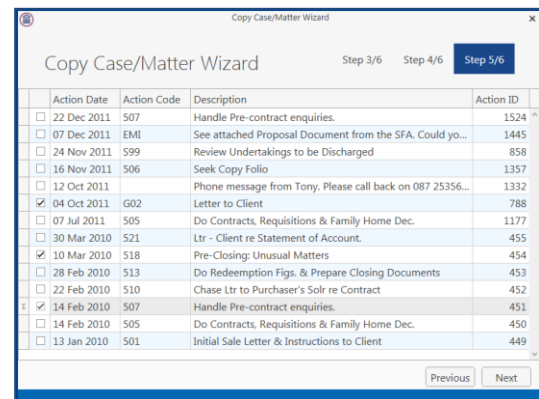 Copy Case/Matter Wizard
Copy Case/Matter Wizard Step 3/6 Step 4/6 Step 5/6
Action Date Action Code Description Action ID
22 Dec 2011 507 Handle Pre-contract enquiries. 1524
07 Dec 2011 EMI See attached Proposal Document from the SFA. Could yo... 1445
24 Nov 2011 S99 Review Undertakings to be Discharged 858
16 Nov 2011 506 Seek Copy Folio 1357
12 Oct 2011 Phone message from Tony. Please call back on 087 25356... 1332
04 Oct 2011 G02 Letter to Client 788
07 Jul 2011 505 Do Contracts, Requisitions & Family Home Dec. 1177
30 Mar 2010 521 Ltr - Client re Statement of Account. 455
10 Mar 2010 518 Pre-Closing: Unusual Matters 454
28 Feb 2010 513 Do Redemption Figs. & Prepare Closing Documents 453
22 Feb 2010 510 Chase Ltr to Purchaser's Solr re Contract 452
14 Feb 2010 507 Handle Pre-contract enquiries. 451
14 Feb 2010 505 Do Contracts, Requisitions & Family Home Dec. 450
13 Jan 2010 501 Initial Sale Letter & Instructions to Client 449
Previous Next